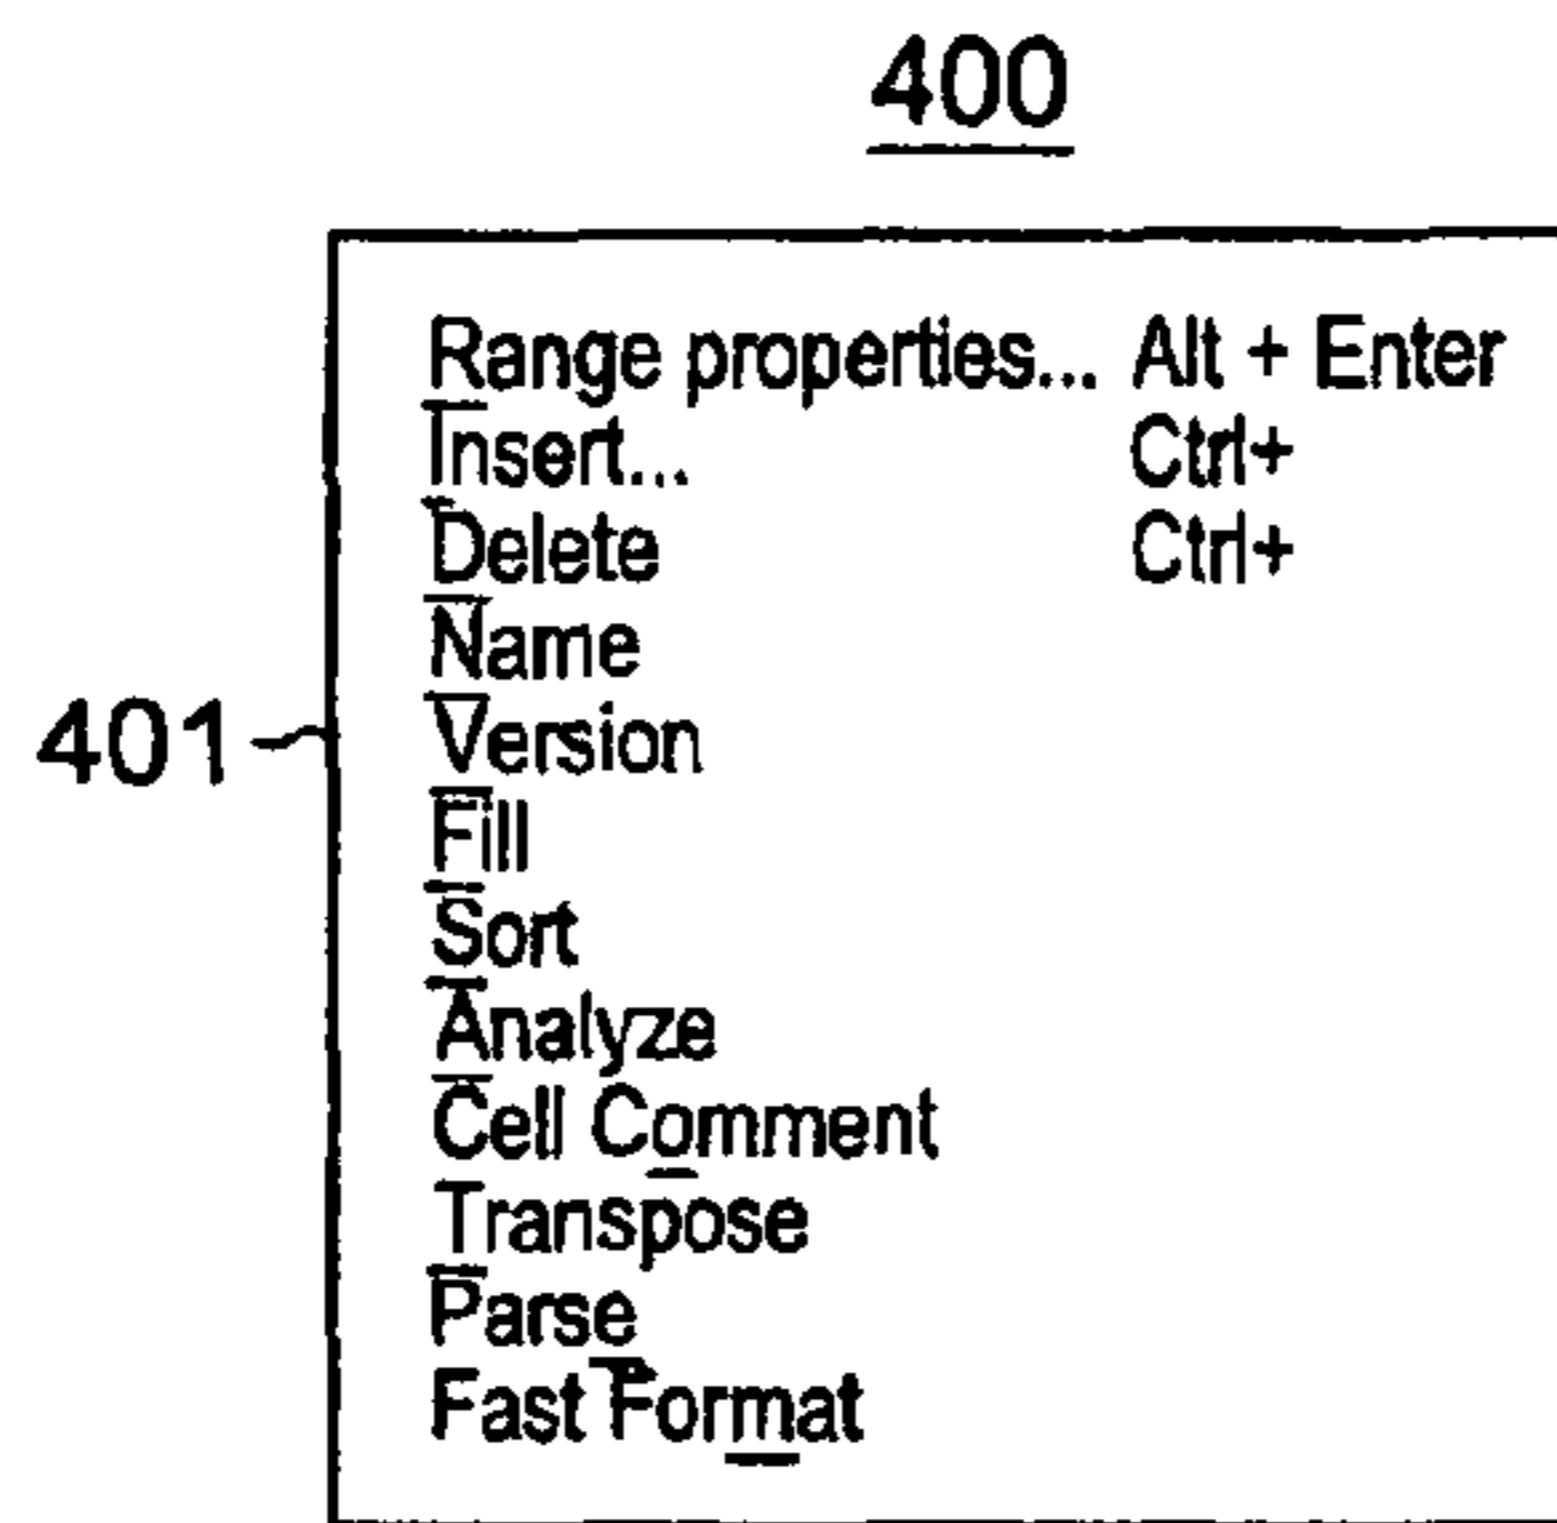 400
Range properties... Alt + Enter
Insert... Ctrl+
Delete Ctrl+
Name
Version
401
Fill
Sort
Analyze
Cell Comment
Transpose
Parse
Fast Format